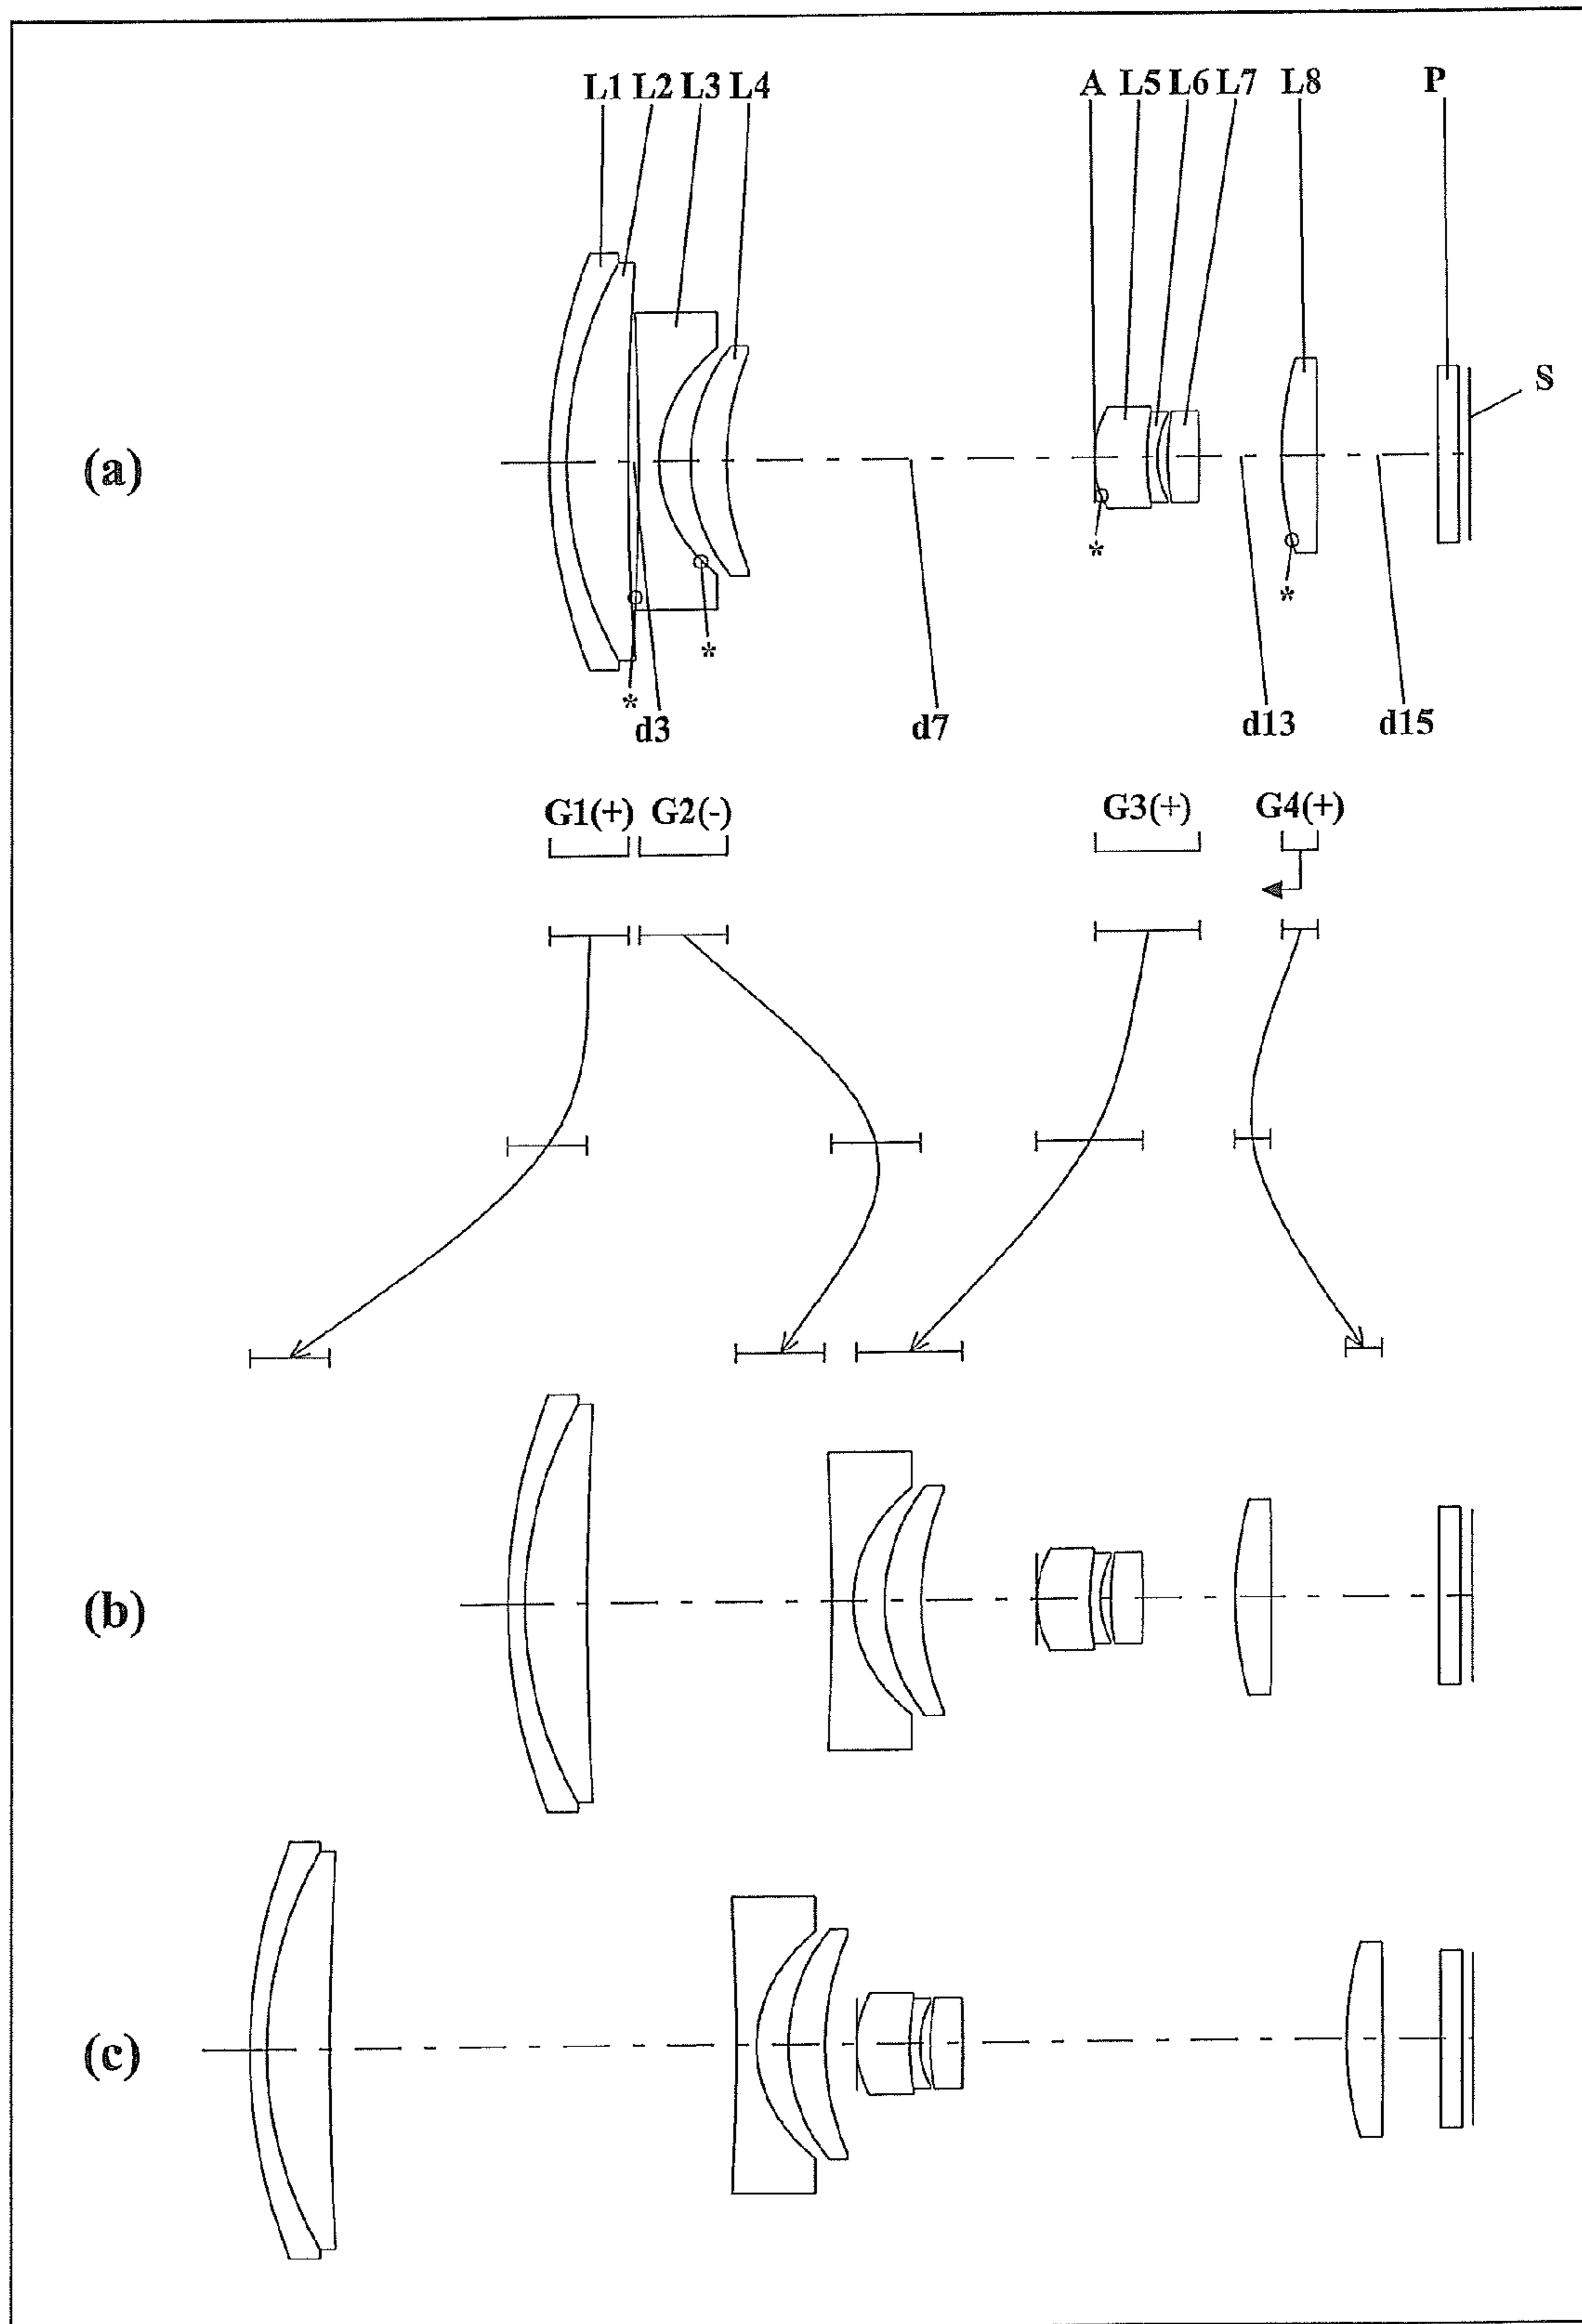 L1 L2 L3 L4 A L5 L6 L7 L8 P
S
(a)
*
*
*
*
d3 d7 d13 d15
G1(+) G2(-) G3(+) G4(+)
(b)
(c)